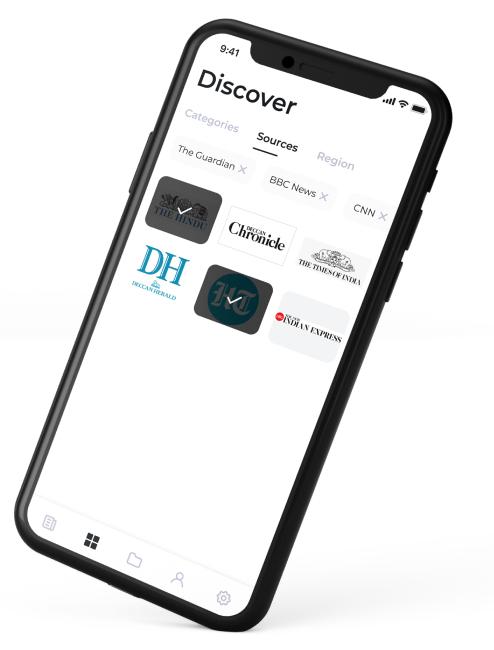 9:41
Discover
Categories Sources Region
The Guardian × BBC News × CNN ×
THE HINDU
DECCAN
Chronicle
THE TIMES OF INDIA
DH
DECCAN HERALD
HT
INDIAN EXPRESS